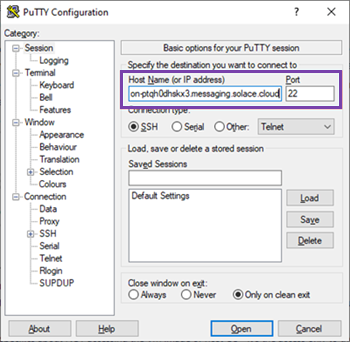 PuTTY Configuration
Category:
Session
Logging
Terminal
Keyboard
Bell
Features
Window
Appearance
Behaviour
Translation
Selection
Colours
Connection
Data
Proxy
SSH
Serial
Telnet
Rlogin
SUPDUP
Basic options for your PuTTY session
Specify the destination you want to connect to
Host Name (or IP address) Port
on-ptqh0dhskx3.messaging.solace.cloud 22
Connection type:
SSH Serial Other: Telnet
Load, save or delete a stored session
Saved Sessions
Default Settings
Load
Save
Delete
Close window on exit:
Always Never Only on clean exit
About Help Open Cancel